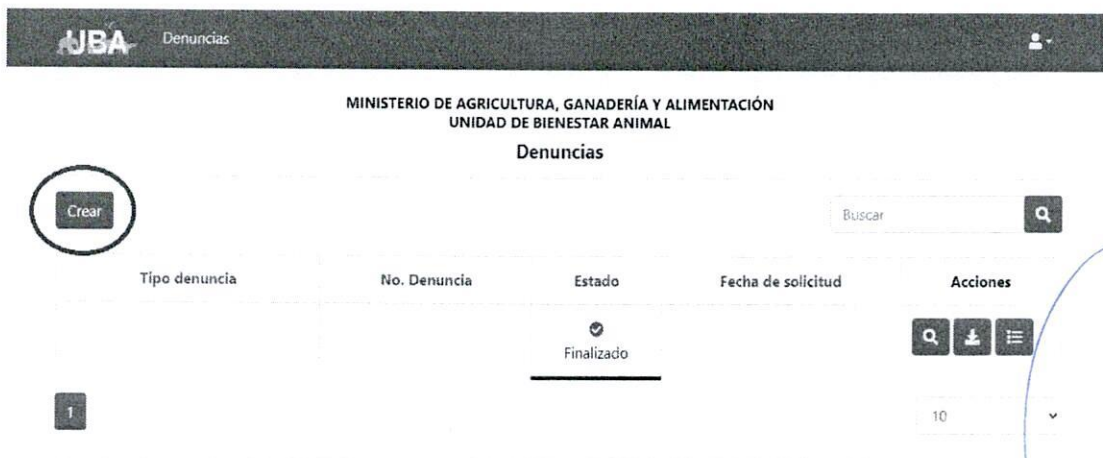 UBA Denuncias
MINISTERIO DE AGRICULTURA, GANADERÍA Y ALIMENTACIÓN
UNIDAD DE BIENESTAR ANIMAL
Denuncias
Crear
Buscar
Tipo denuncia No. Denuncia Estado Fecha de solicitud Acciones
Finalizado
1
10